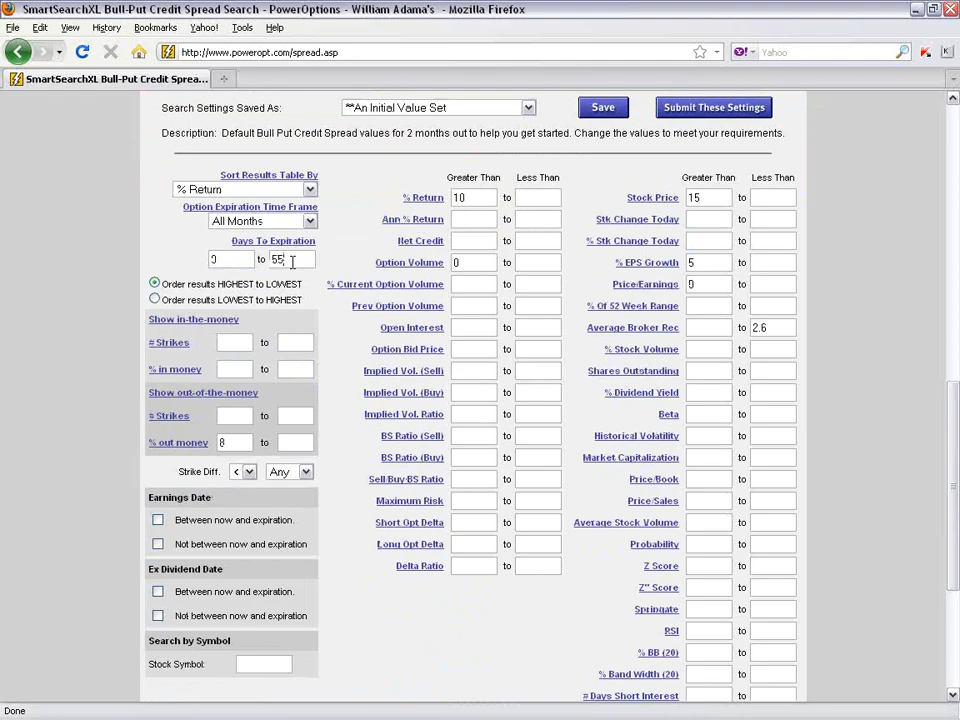 SmartSearchXL Bull-Put Credit Spread Search - PowerOptions - William Adama's - Mozilla Firefox
File Edit View History Bookmarks Yahoo! Tools Help
http://www.poweropt.com/spread.asp
Yahoo
SmartSearchXL Bull-Put Credit Sprea...
Search Settings Saved As: **An Initial Value Set Save Submit These Settings
Description: Default Bull Put Credit Spread values for 2 months out to help you get started. Change the values to meet your requirements.
Sort Results Table By
% Return
Option Expiration Time Frame
All Months
Days To Expiration
0 to 55
Order results HIGHEST to LOWEST
Order results LOWEST to HIGHEST
Show in-the-money
# Strikes to
% in money to
Show out-of-the-money
# Strikes to
% out money 8 to
Strike Diff. < Any
Earnings Date
Between now and expiration.
Not between now and expiration
Ex Dividend Date
Between now and expiration.
Not between now and expiration
Search by Symbol
Stock Symbol:
Greater Than Less Than
% Return 10 to
Ann % Return to
Net Credit to
Option Volume 0 to
% Current Option Volume to
Prev Option Volume to
Open Interest to
Option Bid Price to
Implied Vol. (Sell) to
Implied Vol. (Buy) to
Implied Vol. Ratio to
BS Ratio (Sell) to
BS Ratio (Buy) to
Sell/Buy BS Ratio to
Maximum Risk to
Short Opt Delta to
Long Opt Delta to
Delta Ratio to
Greater Than Less Than
Stock Price 15 to
Stk Change Today to
% Stk Change Today to
% EPS Growth 5 to
Price/Earnings 0 to
% Of 52 Week Range to
Average Broker Rec to 2.6
% Stock Volume to
Shares Outstanding to
% Dividend Yield to
Beta to
Historical Volatility to
Market Capitalization to
Price/Book to
Price/Sales to
Average Stock Volume to
Probability to
Z Score to
Z'' Score to
Springate to
RSI to
% BB (20) to
% Band Width (20) to
# Days Short Interest to
Done